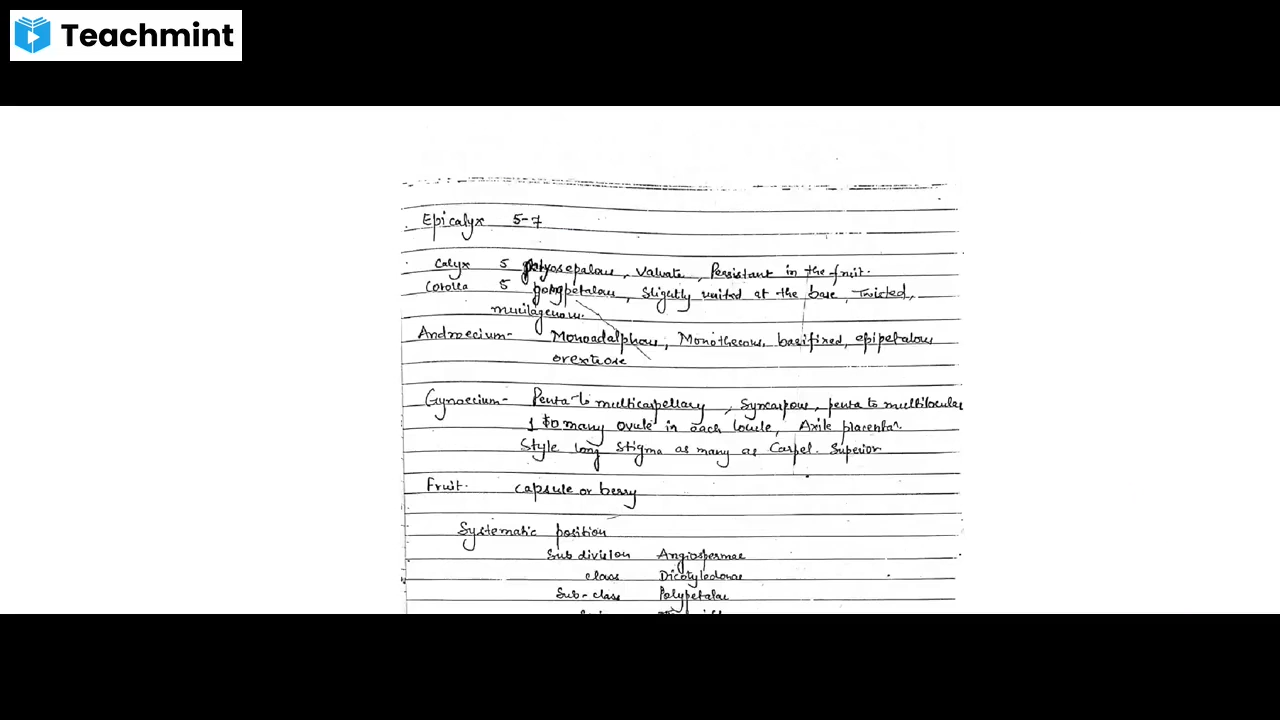 Teachmint
Epicalyx 5-7
Calyx 5 polysepalous, Valvate, Persistant in the fruit.
Corolla 5 petalous, Slightly united at the base, Twisted,
mucilagenous.
Androecium- Monoadalphous, Monothecous, basifixed, epipetalous
orextrose
Gynoecium- Penta to multicarpellary, Syncarpous, penta to multilocular
1 to many ovule in each locule, Axile placentan.
Style long Stigma as many as Carpel. Superior
Fruit. capsule or berry
Systematic position
Sub division Angiospermae
class Dicotyledonae
Sub-class Polypetalae